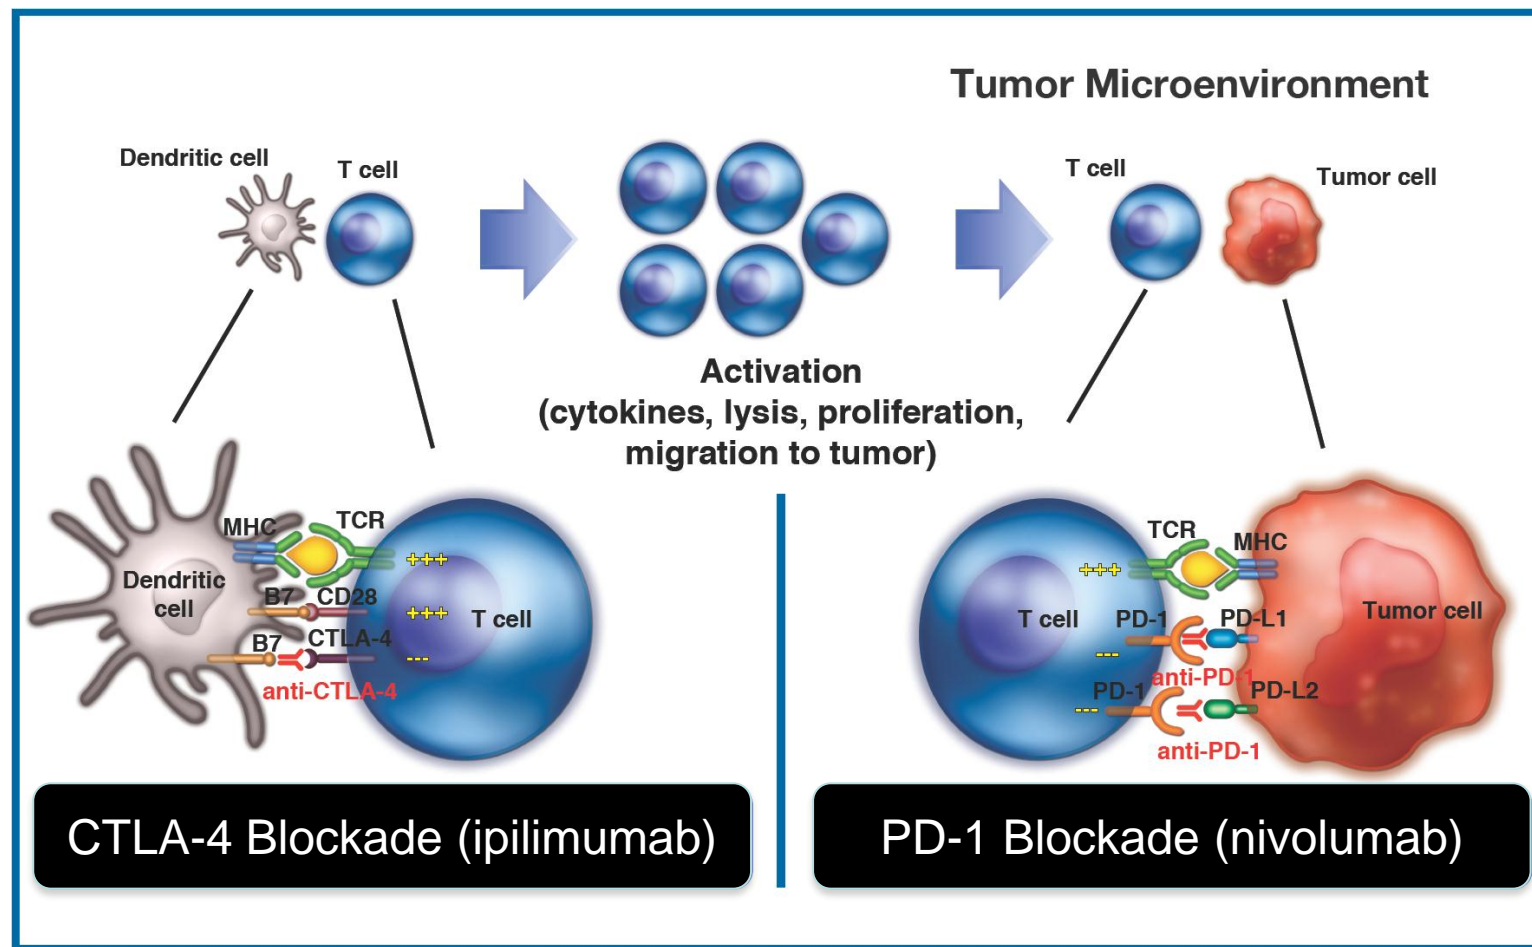 Tumor Microenvironment
Dendritic cell
T cell
T cell
Tumor cell
Activation
(cytokines, lysis, proliferation,
migration to tumor)
MHC
TCR
+++
Dendritic
cell
B7
CD28
+++
T cell
B7
CTLA-4
---
anti-CTLA-4
TCR
MHC
+++
T cell
PD-1
PD-L1
Tumor cell
---
anti-PD-1
PD-1
PD-L2
---
anti-PD-1
CTLA-4 Blockade (ipilimumab)
PD-1 Blockade (nivolumab)